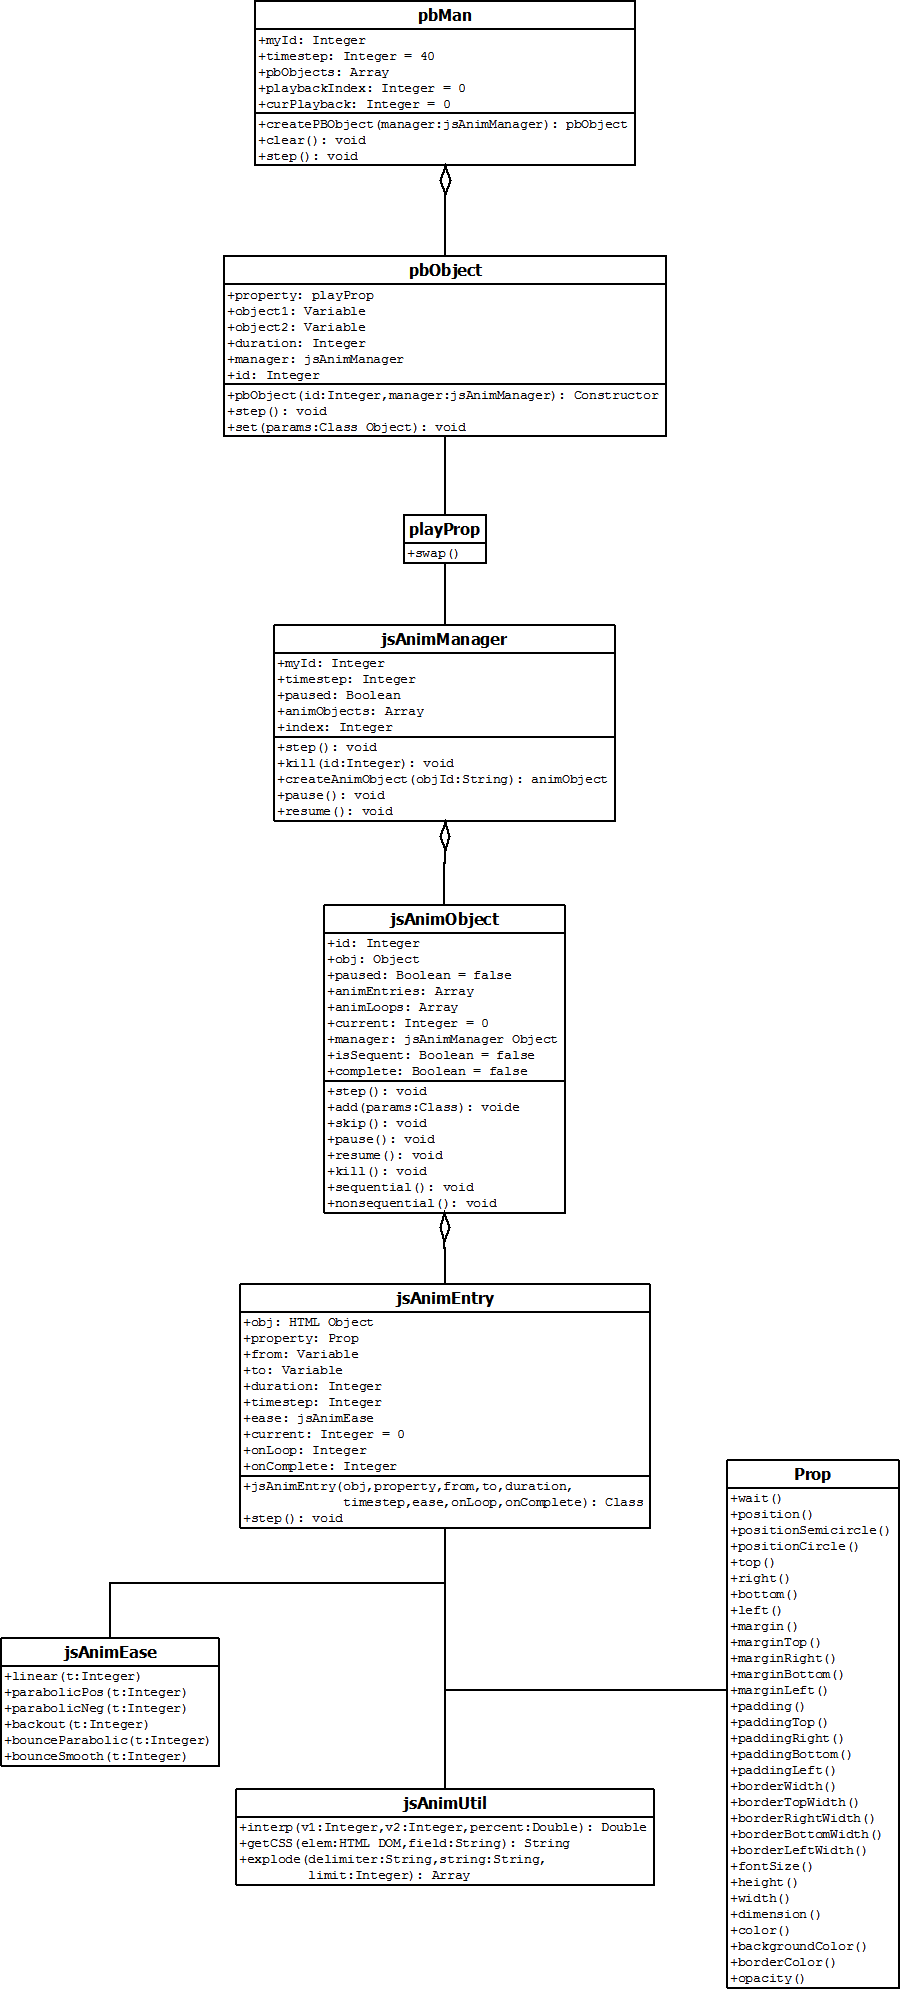 pbMan
+myId: Integer
+timestep: Integer = 40
+pbObjects: Array
+playbackIndex: Integer = 0
+curPlayback: Integer = 0
+createPBObject(manager:jsAnimManager): pbObject
+clear(): void
+step(): void
pbObject
+property: playProp
+object1: Variable
+object2: Variable
+duration: Integer
+manager: jsAnimManager
+id: Integer
+pbObject(id:Integer,manager:jsAnimManager): Constructor
+step(): void
+set(params:Class Object): void
playProp
+swap()
jsAnimManager
+myId: Integer
+timestep: Integer
+paused: Boolean
+animObjects: Array
+index: Integer
+step(): void
+kill(id:Integer): void
+createAnimObject(objId:String): animObject
+pause(): void
+resume(): void
jsAnimObject
+id: Integer
+obj: Object
+paused: Boolean = false
+animEntries: Array
+animLoops: Array
+current: Integer = 0
+manager: jsAnimManager Object
+isSequent: Boolean = false
+complete: Boolean = false
+step(): void
+add(params:Class): voide
+skip(): void
+pause(): void
+resume(): void
+kill(): void
+sequential(): void
+nonsequential(): void
jsAnimEntry
+obj: HTML Object
+property: Prop
+from: Variable
+to: Variable
+duration: Integer
+timestep: Integer
+ease: jsAnimEase
+current: Integer = 0
+onLoop: Integer
+onComplete: Integer
+jsAnimEntry(obj,property,from,to,duration,
timestep,ease,onLoop,onComplete): Class
+step(): void
jsAnimEase
+linear(t:Integer)
+parabolicPos(t:Integer)
+parabolicNeg(t:Integer)
+backout(t:Integer)
+bounceParabolic(t:Integer)
+bounceSmooth(t:Integer)
jsAnimUtil
+interp(v1:Integer,v2:Integer,percent:Double): Double
+getCSS(elem:HTML DOM,field:String): String
+explode(delimiter:String,string:String,
limit:Integer): Array
Prop
+wait()
+position()
+positionSemicircle()
+positionCircle()
+top()
+right()
+bottom()
+left()
+margin()
+marginTop()
+marginRight()
+marginBottom()
+marginLeft()
+padding()
+paddingTop()
+paddingRight()
+paddingBottom()
+paddingLeft()
+borderWidth()
+borderTopWidth()
+borderRightWidth()
+borderBottomWidth()
+borderLeftWidth()
+fontSize()
+height()
+width()
+dimension()
+color()
+backgroundColor()
+borderColor()
+opacity()